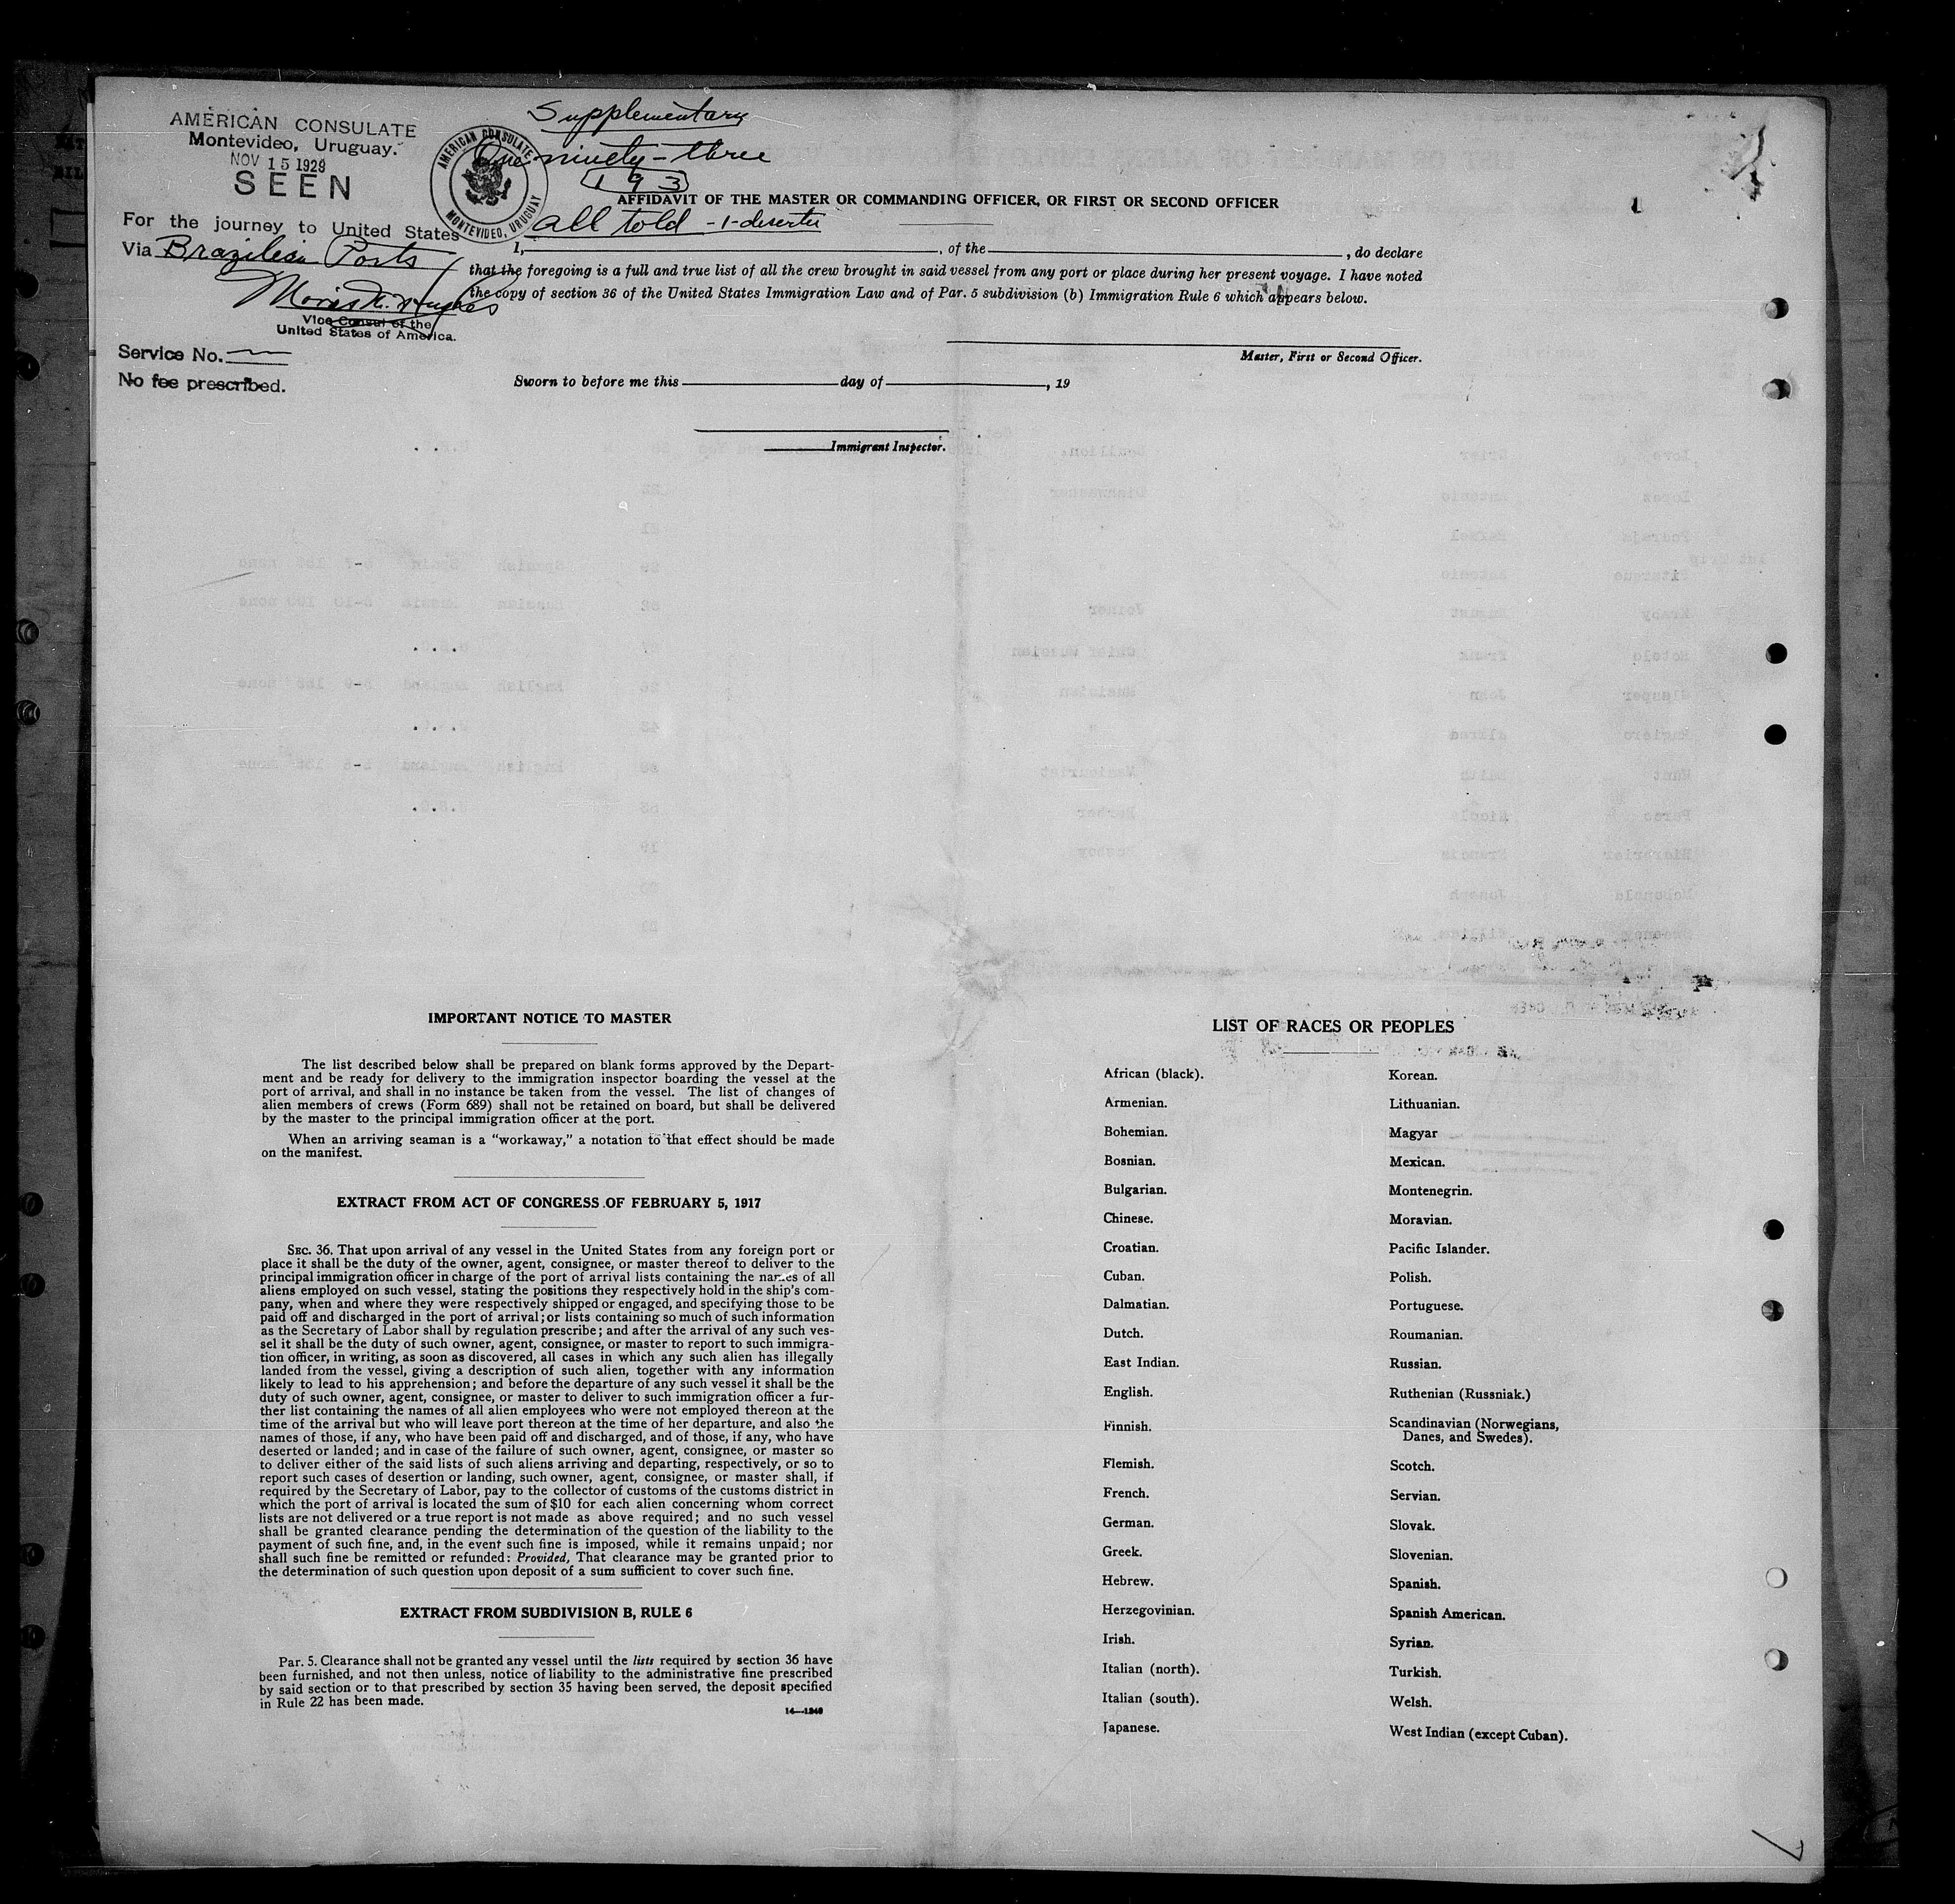 AMERICAN CONSULATE
Montevideo, Uruguay.
NOV 15 1929
SEEN
For the journey to United States
Via Brazilian Ports
Vice Consul of the
United States of America.
Service No.
No fee prescribed.
AMERICAN CONSULATE
MONTEVIDEO, URUGUAY
Supplementary
One ninety-three
193
all told - 1-deserter
AFFIDAVIT OF THE MASTER OR COMMANDING OFFICER, OR FIRST OR SECOND OFFICER
1
I, , of the , do declare
that the foregoing is a full and true list of all the crew brought in said vessel from any port or place during her present voyage. I have noted
the copy of section 36 of the United States Immigration Law and of Par. 5 subdivision (b) Immigration Rule 6 which appears below.
Master, First or Second Officer.
Sworn to before me this day of , 19
Immigrant Inspector.
IMPORTANT NOTICE TO MASTER
The list described below shall be prepared on blank forms approved by the Depart-
ment and be ready for delivery to the immigration inspector boarding the vessel at the
port of arrival, and shall in no instance be taken from the vessel. The list of changes of
alien members of crews (Form 689) shall not be retained on board, but shall be delivered
by the master to the principal immigration officer at the port.
When an arriving seaman is a “workaway,” a notation to that effect should be made
on the manifest.
EXTRACT FROM ACT OF CONGRESS OF FEBRUARY 5, 1917
SEC. 36. That upon arrival of any vessel in the United States from any foreign port or
place it shall be the duty of the owner, agent, consignee, or master thereof to deliver to the
principal immigration officer in charge of the port of arrival lists containing the names of all
aliens employed on such vessel, stating the positions they respectively hold in the ship's com-
pany, when and where they were respectively shipped or engaged, and specifying those to be
paid off and discharged in the port of arrival; or lists containing so much of such information
as the Secretary of Labor shall by regulation prescribe; and after the arrival of any such ves-
sel it shall be the duty of such owner, agent, consignee, or master to report to such immigra-
tion officer, in writing, as soon as discovered, all cases in which any such alien has illegally
landed from the vessel, giving a description of such alien, together with any information
likely to lead to his apprehension; and before the departure of any such vessel it shall be the
duty of such owner, agent, consignee, or master to deliver to such immigration officer a fur-
ther list containing the names of all alien employees who were not employed thereon at the
time of the arrival but who will leave port thereon at the time of her departure, and also the
names of those, if any, who have been paid off and discharged, and of those, if any, who have
deserted or landed; and in case of the failure of such owner, agent, consignee, or master so
to deliver either of the said lists of such aliens arriving and departing, respectively, or so to
report such cases of desertion or landing, such owner, agent, consignee, or master shall, if
required by the Secretary of Labor, pay to the collector of customs of the customs district in
which the port of arrival is located the sum of $10 for each alien concerning whom correct
lists are not delivered or a true report is not made as above required; and no such vessel
shall be granted clearance pending the determination of the question of the liability to the
payment of such fine, and, in the event such fine is imposed, while it remains unpaid; nor
shall such fine be remitted or refunded: Provided, That clearance may be granted prior to
the determination of such question upon deposit of a sum sufficient to cover such fine.
EXTRACT FROM SUBDIVISION B, RULE 6
Par. 5. Clearance shall not be granted any vessel until the lists required by section 36 have
been furnished, and not then unless, notice of liability to the administrative fine prescribed
by said section or to that prescribed by section 35 having been served, the deposit specified
in Rule 22 has been made.
14—1240
LIST OF RACES OR PEOPLES
African (black).
Armenian.
Bohemian.
Bosnian.
Bulgarian.
Chinese.
Croatian.
Cuban.
Dalmatian.
Dutch.
East Indian.
English.
Finnish.
Flemish.
French.
German.
Greek.
Hebrew.
Herzegovinian.
Irish.
Italian (north).
Italian (south).
Japanese.
Korean.
Lithuanian.
Magyar
Mexican.
Montenegrin.
Moravian.
Pacific Islander.
Polish.
Portuguese.
Roumanian.
Russian.
Ruthenian (Russniak.)
Scandinavian (Norwegians,
Danes, and Swedes).
Scotch.
Servian.
Slovak.
Slovenian.
Spanish.
Spanish American.
Syrian.
Turkish.
Welsh.
West Indian (except Cuban).
7